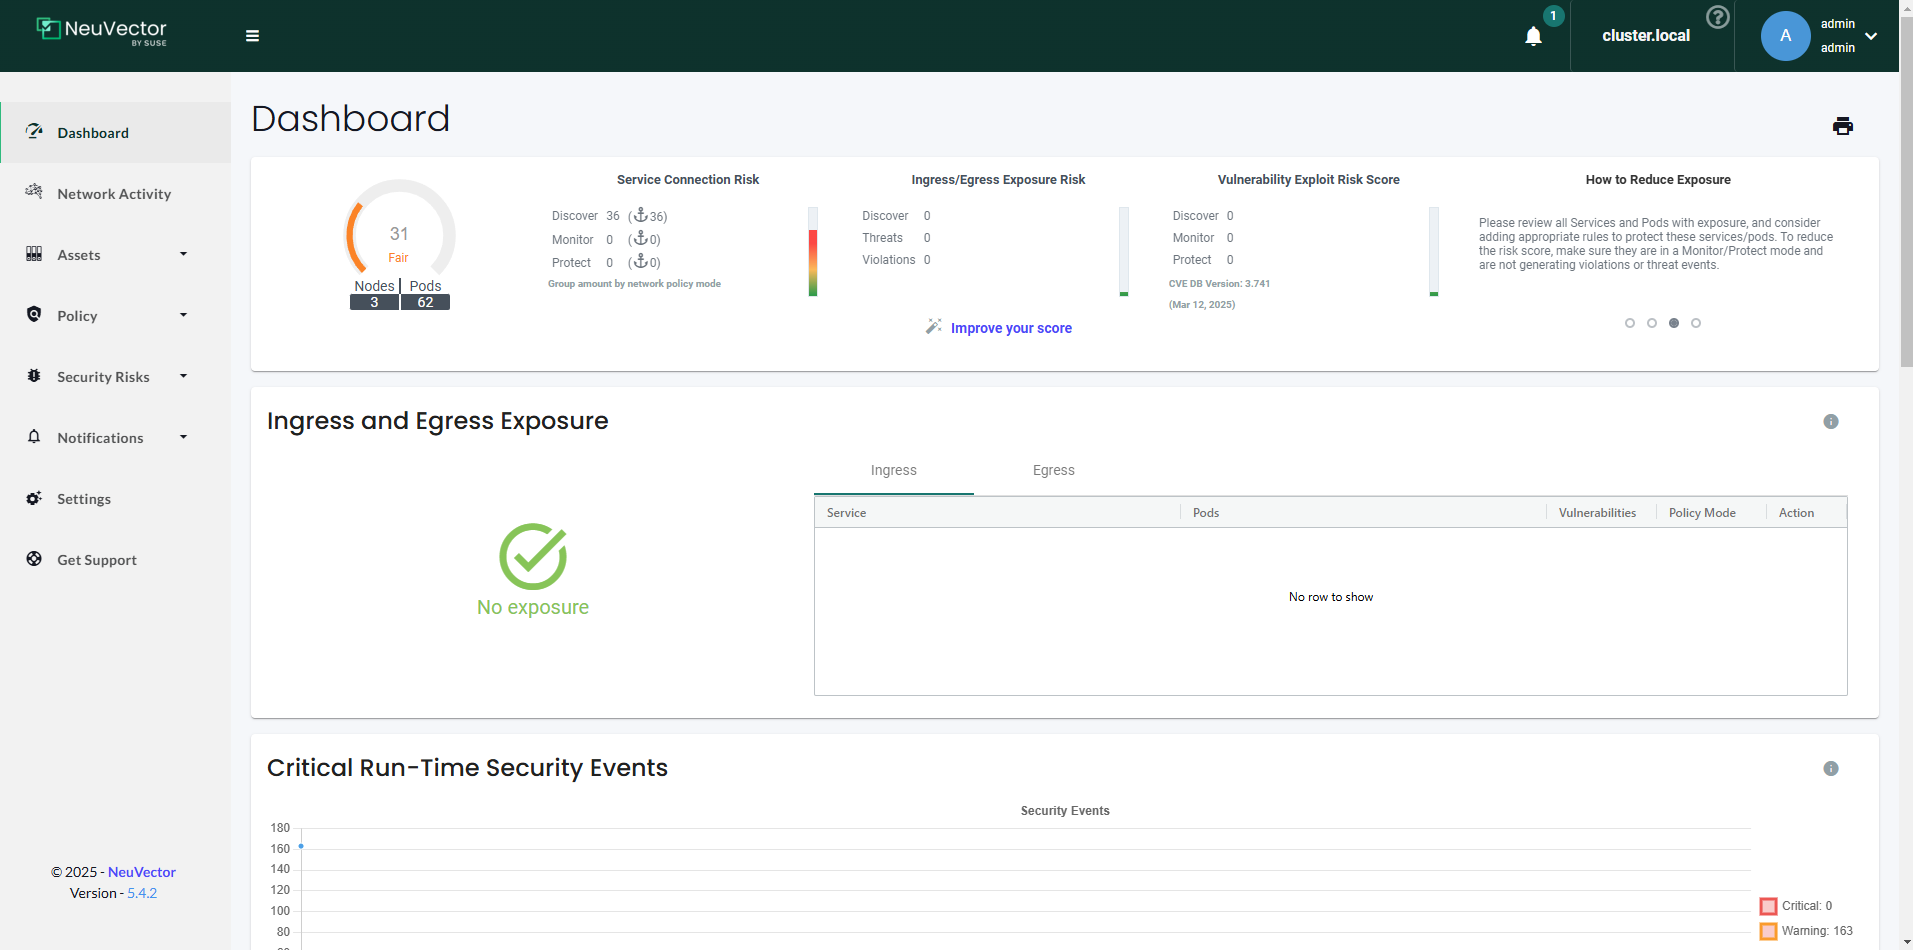 NeuVector
BY SUSE
1
cluster.local
?
A
admin
admin
Dashboard
Network Activity
Assets
Policy
Security Risks
Notifications
Settings
Get Support
© 2025 - NeuVector
Version - 5.4.2
Dashboard
31
Fair
Nodes Pods
3 62
Service Connection Risk
Discover 36 (36)
Monitor 0 (0)
Protect 0 (0)
Group amount by network policy mode
Ingress/Egress Exposure Risk
Discover 0
Threats 0
Violations 0
Vulnerability Exploit Risk Score
Discover 0
Monitor 0
Protect 0
CVE DB Version: 3.741
(Mar 12, 2025)
How to Reduce Exposure
Please review all Services and Pods with exposure, and consider
adding appropriate rules to protect these services/pods. To reduce
the risk score, make sure they are in a Monitor/Protect mode and
are not generating violations or threat events.
Improve your score
Ingress and Egress Exposure
No exposure
Ingress Egress
Service Pods Vulnerabilities Policy Mode Action
No row to show
Critical Run-Time Security Events
Security Events
180
160
140
120
100
80
Critical: 0
Warning: 163